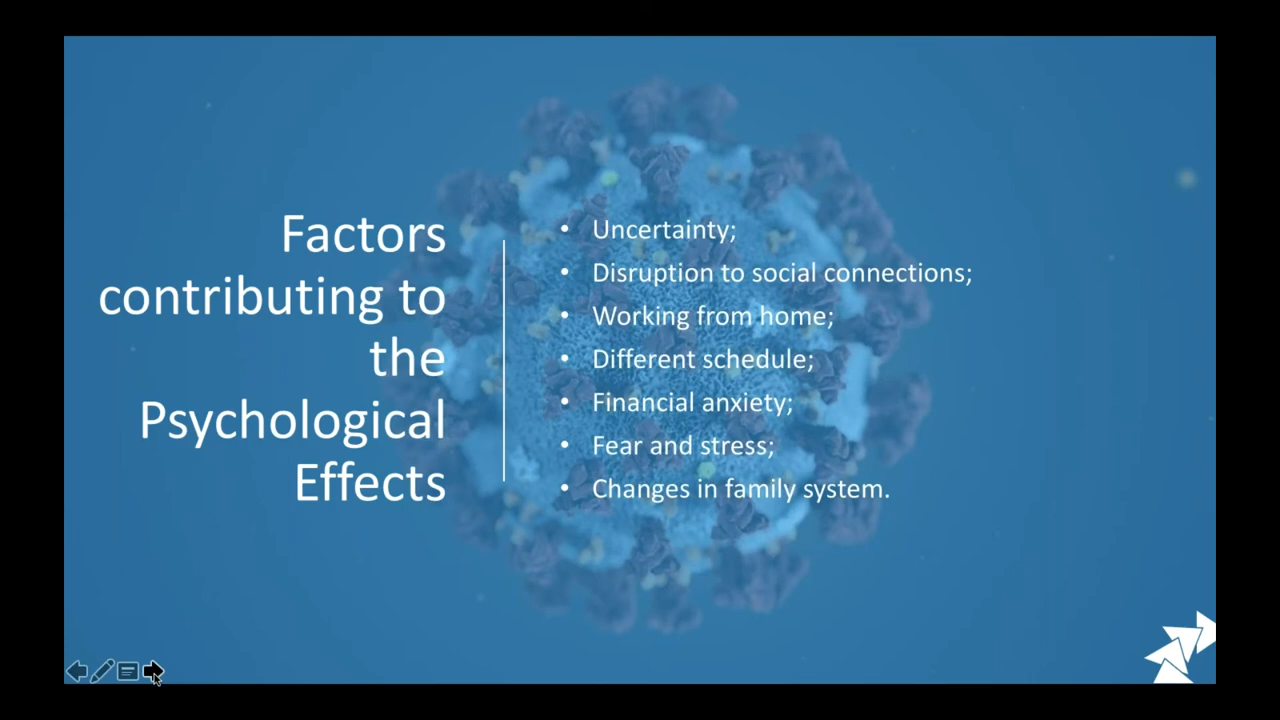 Factors
contributing to
the
Psychological
Effects
• Uncertainty;
• Disruption to social connections;
• Working from home;
• Different schedule;
• Financial anxiety;
• Fear and stress;
• Changes in family system.